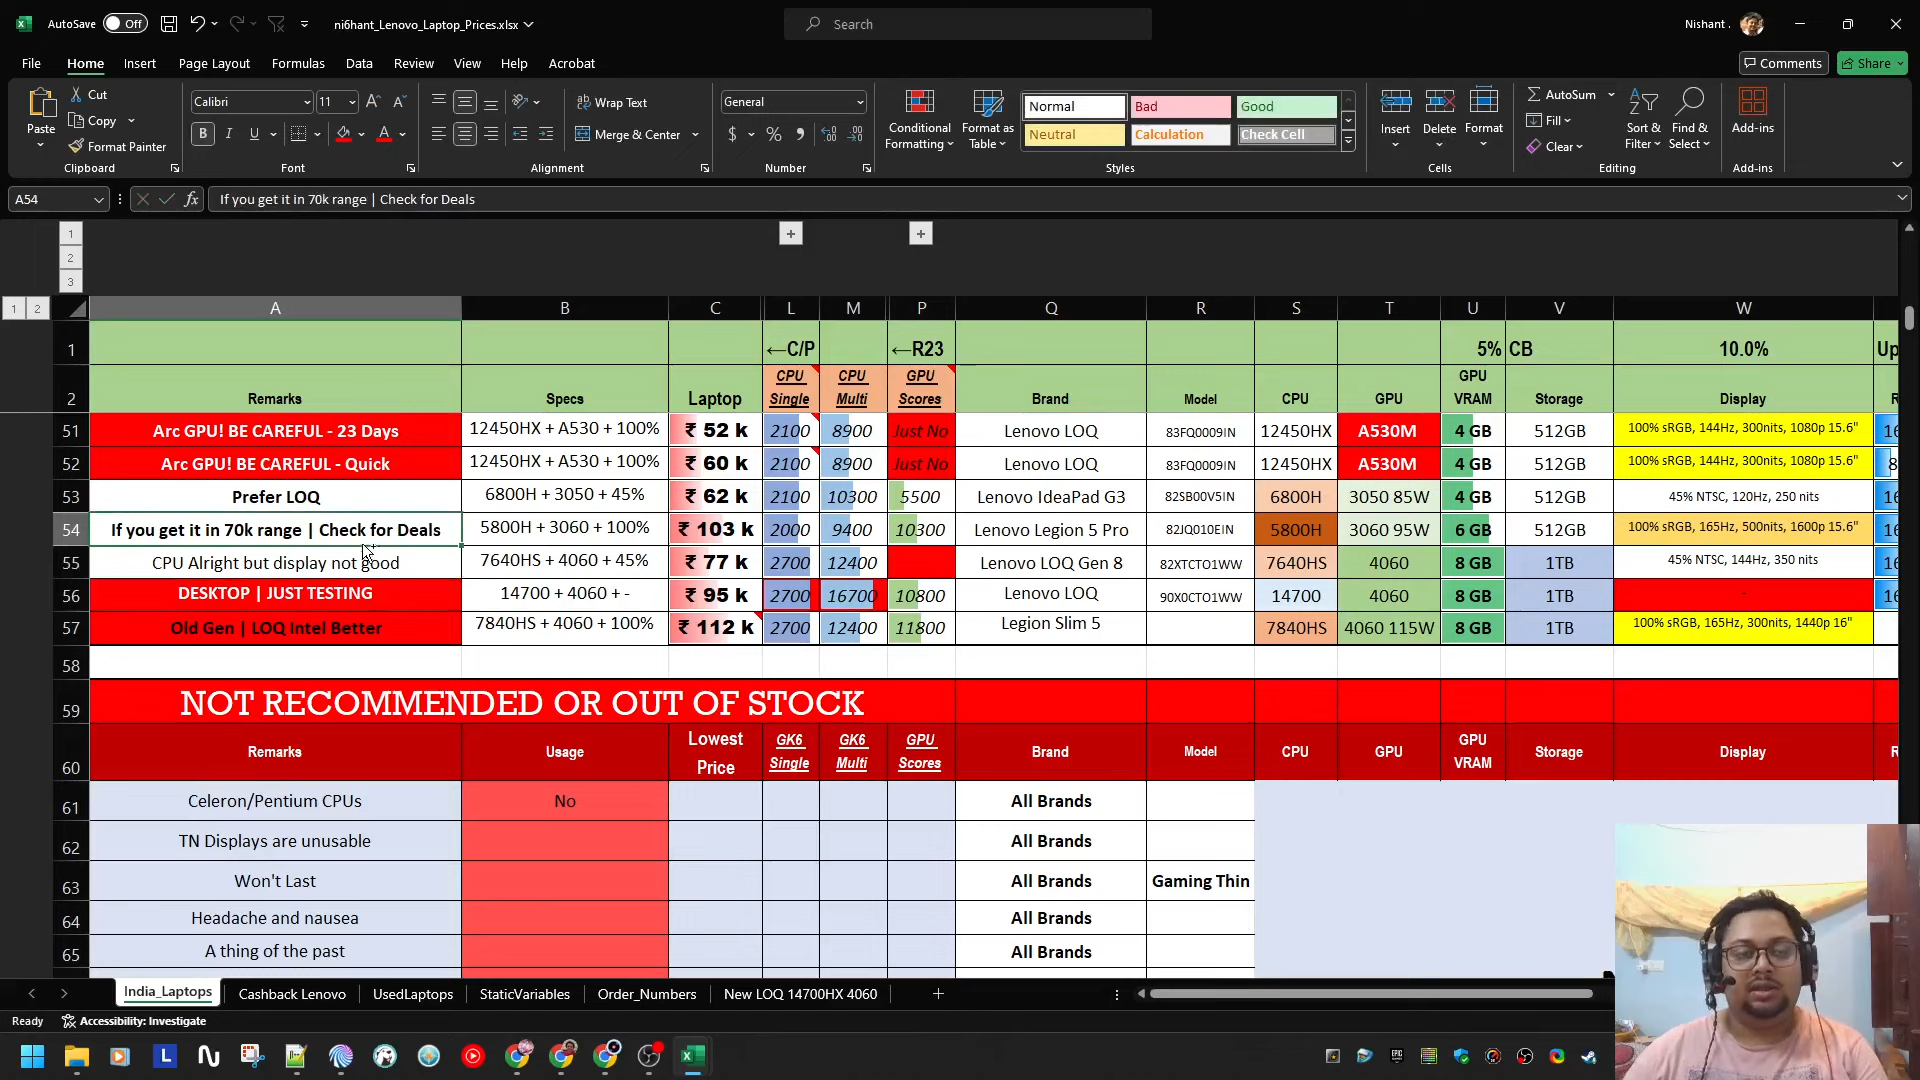 AutoSave Off ni6hant_Lenovo_Laptop_Prices.xlsx Search Nishant .
File Home Insert Page Layout Formulas Data Review View Help Acrobat Comments Share
Paste Cut Copy Format Painter Clipboard
Calibri 11 B I U A Font
Wrap Text Merge & Center Alignment
General $ % Number
Conditional Formatting Format as Table
Normal Bad Good
Neutral Calculation Check Cell
Styles
Insert Delete Format Cells
AutoSum Fill Clear Sort & Filter Find & Select Editing
Add-ins Add-ins
A54 fx If you get it in 70k range | Check for Deals
1
2
3
1 2 A B C L M P Q R S T U V W
1 ←C/P ←R23 5% CB 10.0% Up
2 Remarks Specs Laptop CPU Single CPU Multi GPU Scores Brand Model CPU GPU GPU VRAM Storage Display R
51 Arc GPU! BE CAREFUL - 23 Days 12450HX + A530 + 100% ₹ 52 k 2100 8900 Just No Lenovo LOQ 83FQ0009IN 12450HX A530M 4 GB 512GB 100% sRGB, 144Hz, 300nits, 1080p 15.6" 16
52 Arc GPU! BE CAREFUL - Quick 12450HX + A530 + 100% ₹ 60 k 2100 8900 Just No Lenovo LOQ 83FQ0009IN 12450HX A530M 4 GB 512GB 100% sRGB, 144Hz, 300nits, 1080p 15.6" 8
53 Prefer LOQ 6800H + 3050 + 45% ₹ 62 k 2100 10300 5500 Lenovo IdeaPad G3 82SB00V5IN 6800H 3050 85W 4 GB 512GB 45% NTSC, 120Hz, 250 nits 16
54 If you get it in 70k range | Check for Deals 5800H + 3060 + 100% ₹ 103 k 2000 9400 10300 Lenovo Legion 5 Pro 82JQ010EIN 5800H 3060 95W 6 GB 512GB 100% sRGB, 165Hz, 500nits, 1600p 15.6" 16
55 CPU Alright but display not good 7640HS + 4060 + 45% ₹ 77 k 2700 12400 Lenovo LOQ Gen 8 82XTCTO1WW 7640HS 4060 8 GB 1TB 45% NTSC, 144Hz, 350 nits 16
56 DESKTOP | JUST TESTING 14700 + 4060 + - ₹ 95 k 2700 16700 10800 Lenovo LOQ 90X0CTO1WW 14700 4060 8 GB 1TB - 16
57 Old Gen | LOQ Intel Better 7840HS + 4060 + 100% ₹ 112 k 2700 12400 11800 Legion Slim 5 7840HS 4060 115W 8 GB 1TB 100% sRGB, 165Hz, 300nits, 1440p 16"
58
59 NOT RECOMMENDED OR OUT OF STOCK
60 Remarks Usage Lowest Price GK6 Single GK6 Multi GPU Scores Brand Model CPU GPU GPU VRAM Storage Display R
61 Celeron/Pentium CPUs No All Brands
62 TN Displays are unusable All Brands
63 Won't Last All Brands Gaming Thin
64 Headache and nausea All Brands
65 A thing of the past All Brands
India_Laptops Cashback Lenovo UsedLaptops StaticVariables Order_Numbers New LOQ 14700HX 4060
Ready Accessibility: Investigate